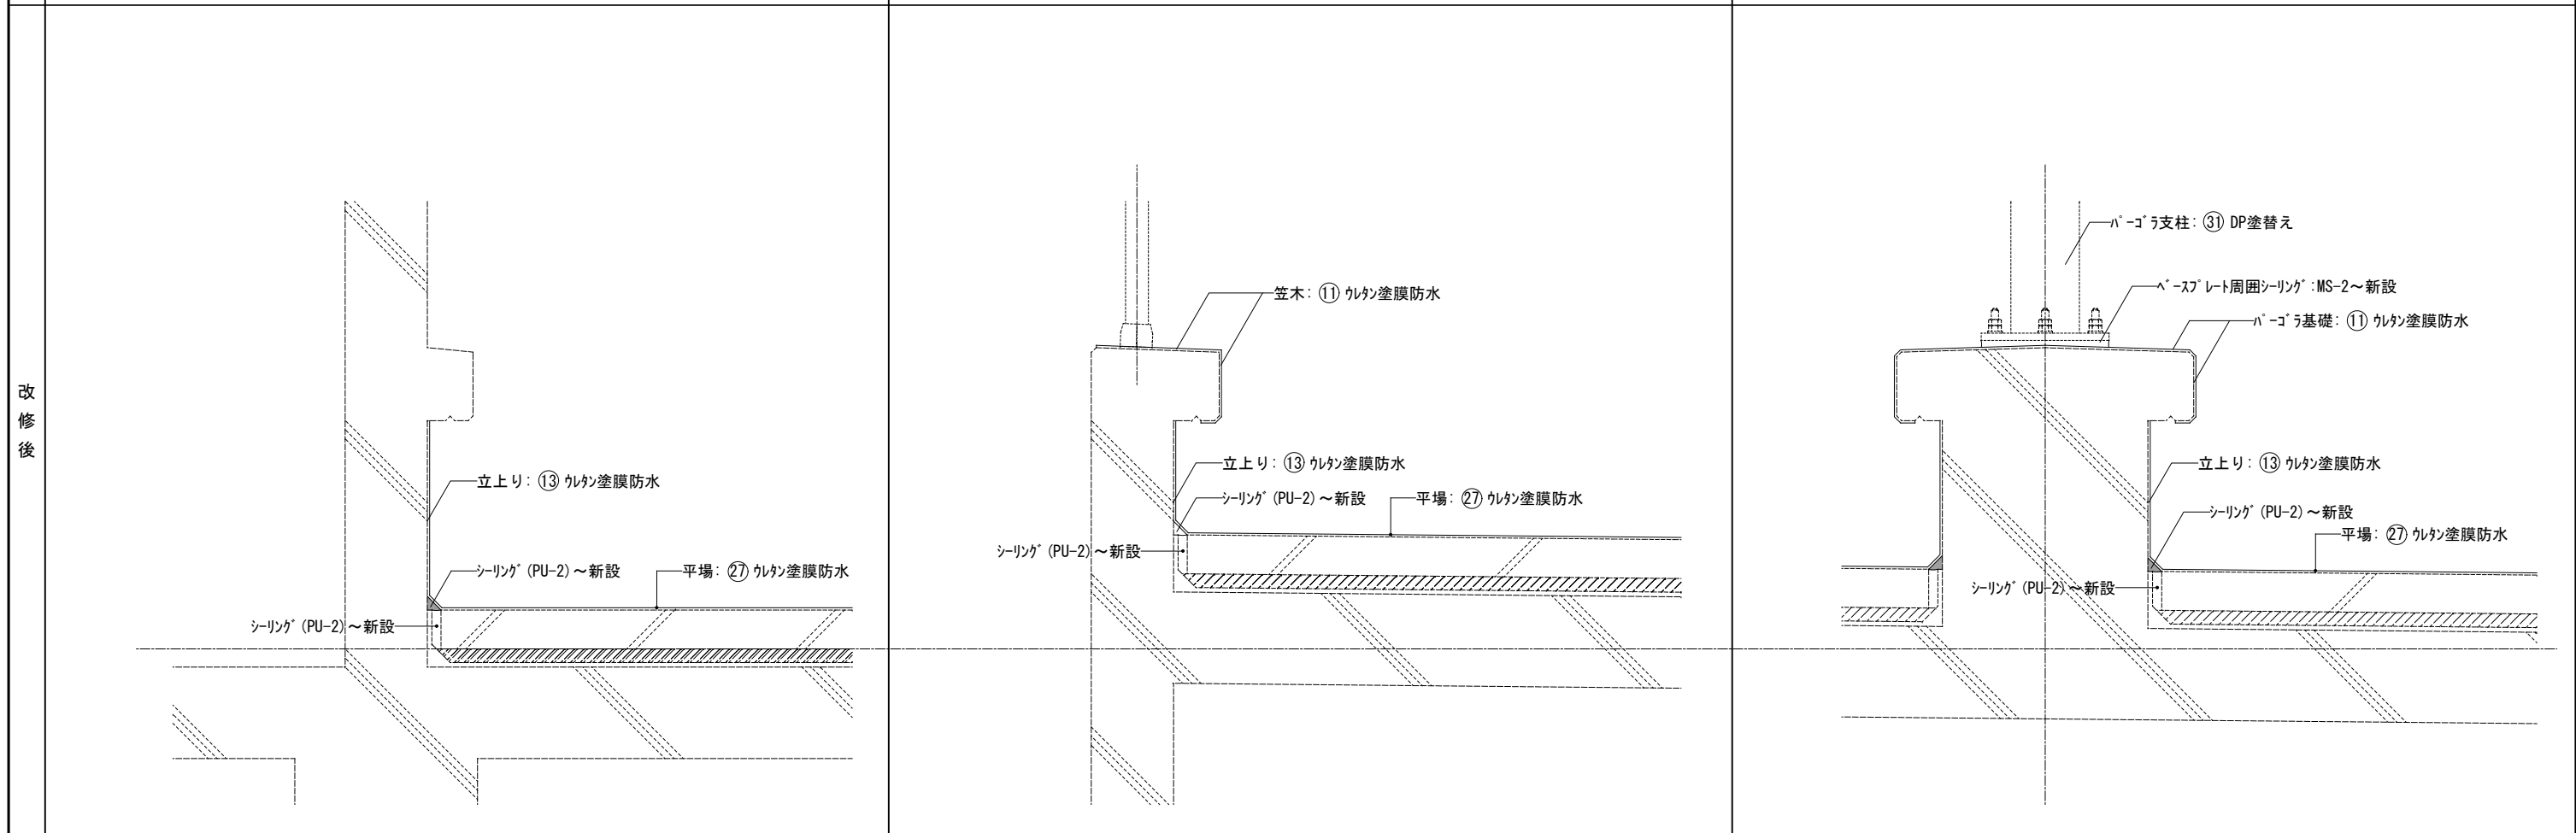 改
修
後
立上り：⑬ ｳﾚﾀﾝ塗膜防水
ｼｰﾘﾝｸﾞ(PU-2)～新設
平場：㉗ ｳﾚﾀﾝ塗膜防水
ｼｰﾘﾝｸﾞ(PU-2)～新設
笠木：⑪ ｳﾚﾀﾝ塗膜防水
立上り：⑬ ｳﾚﾀﾝ塗膜防水
ｼｰﾘﾝｸﾞ(PU-2)～新設
平場：㉗ ｳﾚﾀﾝ塗膜防水
ｼｰﾘﾝｸﾞ(PU-2)～新設
ﾊﾟｰｺﾞﾗ支柱：㉛ DP塗替え
ﾍﾞｰｽﾌﾟﾚｰﾄ周囲ｼｰﾘﾝｸﾞ:MS-2～新設
ﾊﾟｰｺﾞﾗ基礎：⑪ ｳﾚﾀﾝ塗膜防水
立上り：⑬ ｳﾚﾀﾝ塗膜防水
ｼｰﾘﾝｸﾞ(PU-2)～新設
平場：㉗ ｳﾚﾀﾝ塗膜防水
ｼｰﾘﾝｸﾞ(PU-2)～新設